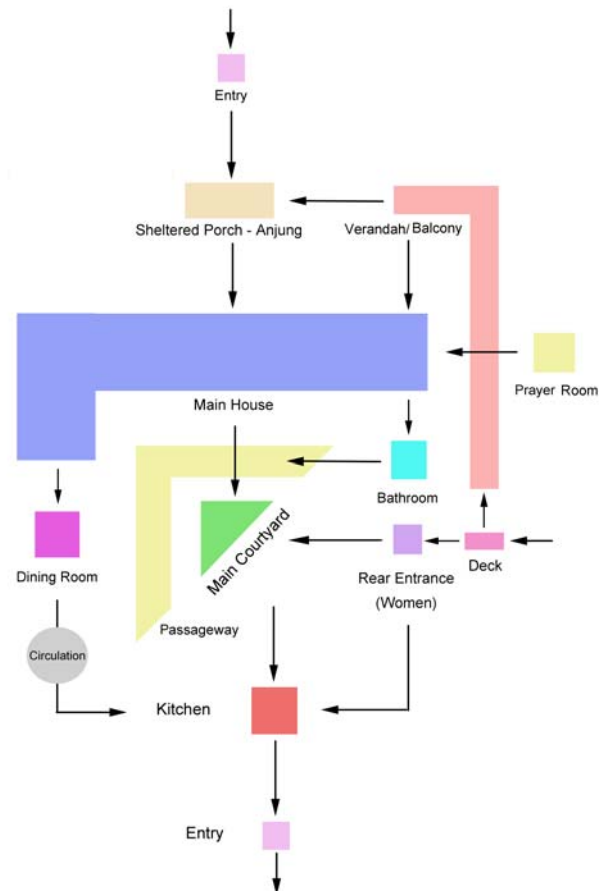 Entry
Sheltered Porch - Anjung
Verandah/ Balcony
Prayer Room
Main House
Bathroom
Main Courtyard
Dining Room
Rear Entrance
(Women)
Deck
Passageway
Circulation
Kitchen
Entry